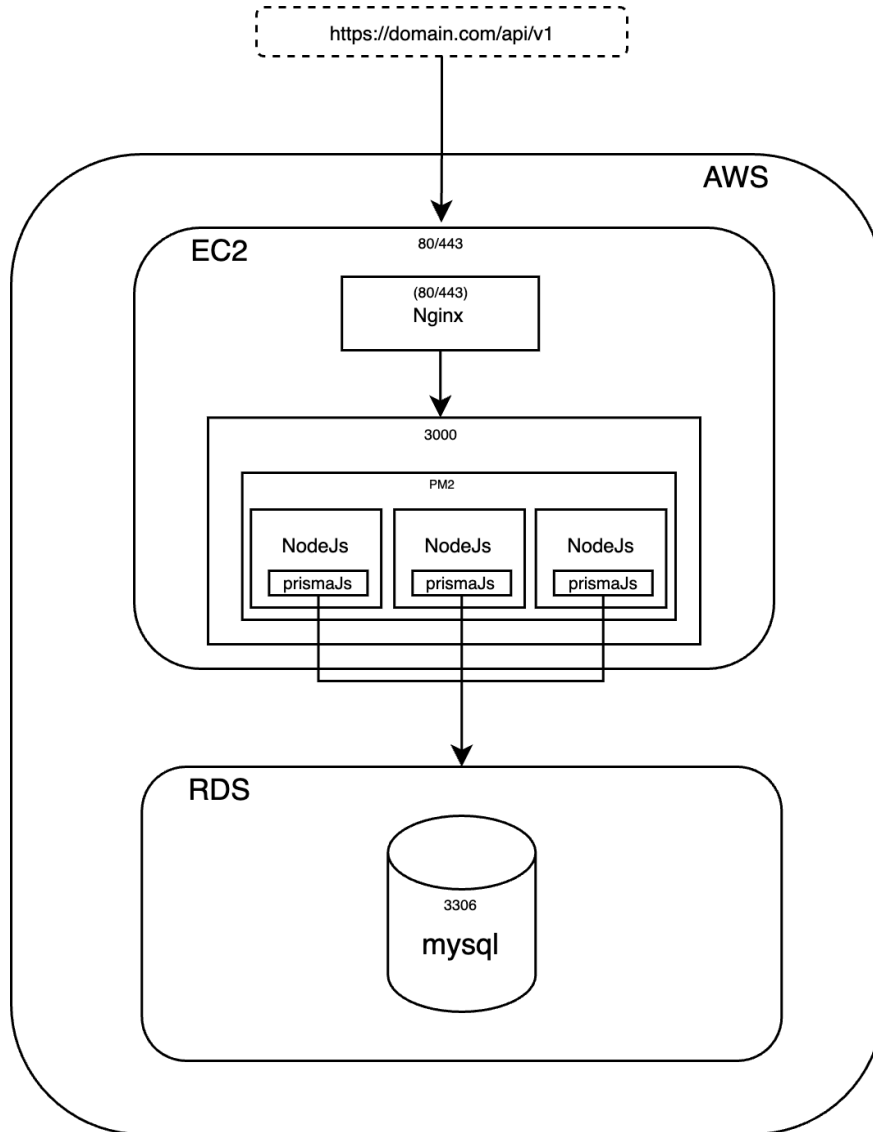 https://domain.com/api/v1
AWS
EC2
80/443
(80/443)
Nginx
3000
PM2
NodeJs
NodeJs
NodeJs
prismaJs
prismaJs
prismaJs
RDS
3306
mysql